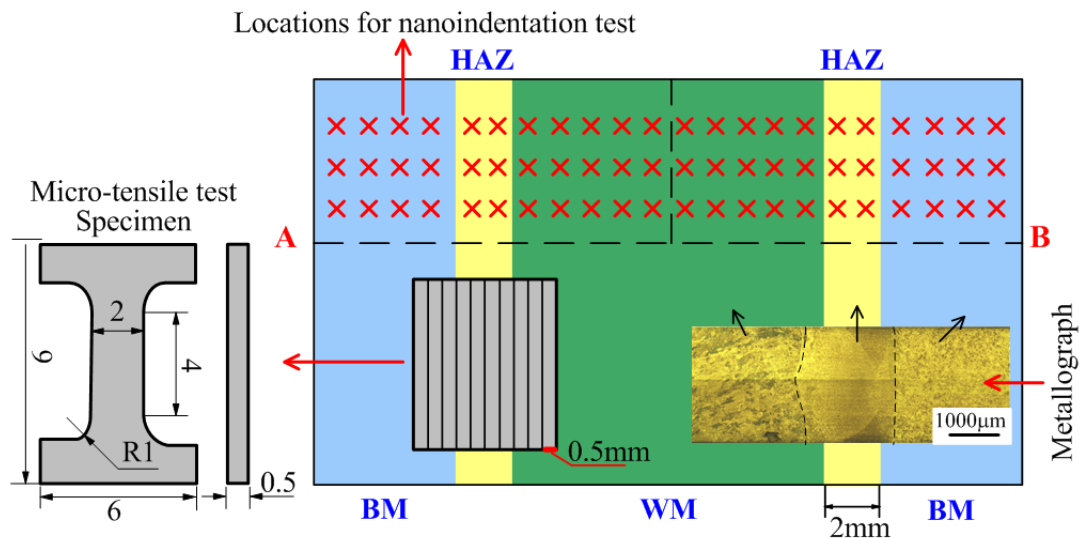 Locations for nanoindentation test
HAZ
HAZ
Micro-tensile test
Specimen
A
B
2
9
4
R1
6
0.5
0.5mm
1000μm
Metallograph
BM
WM
BM
2mm